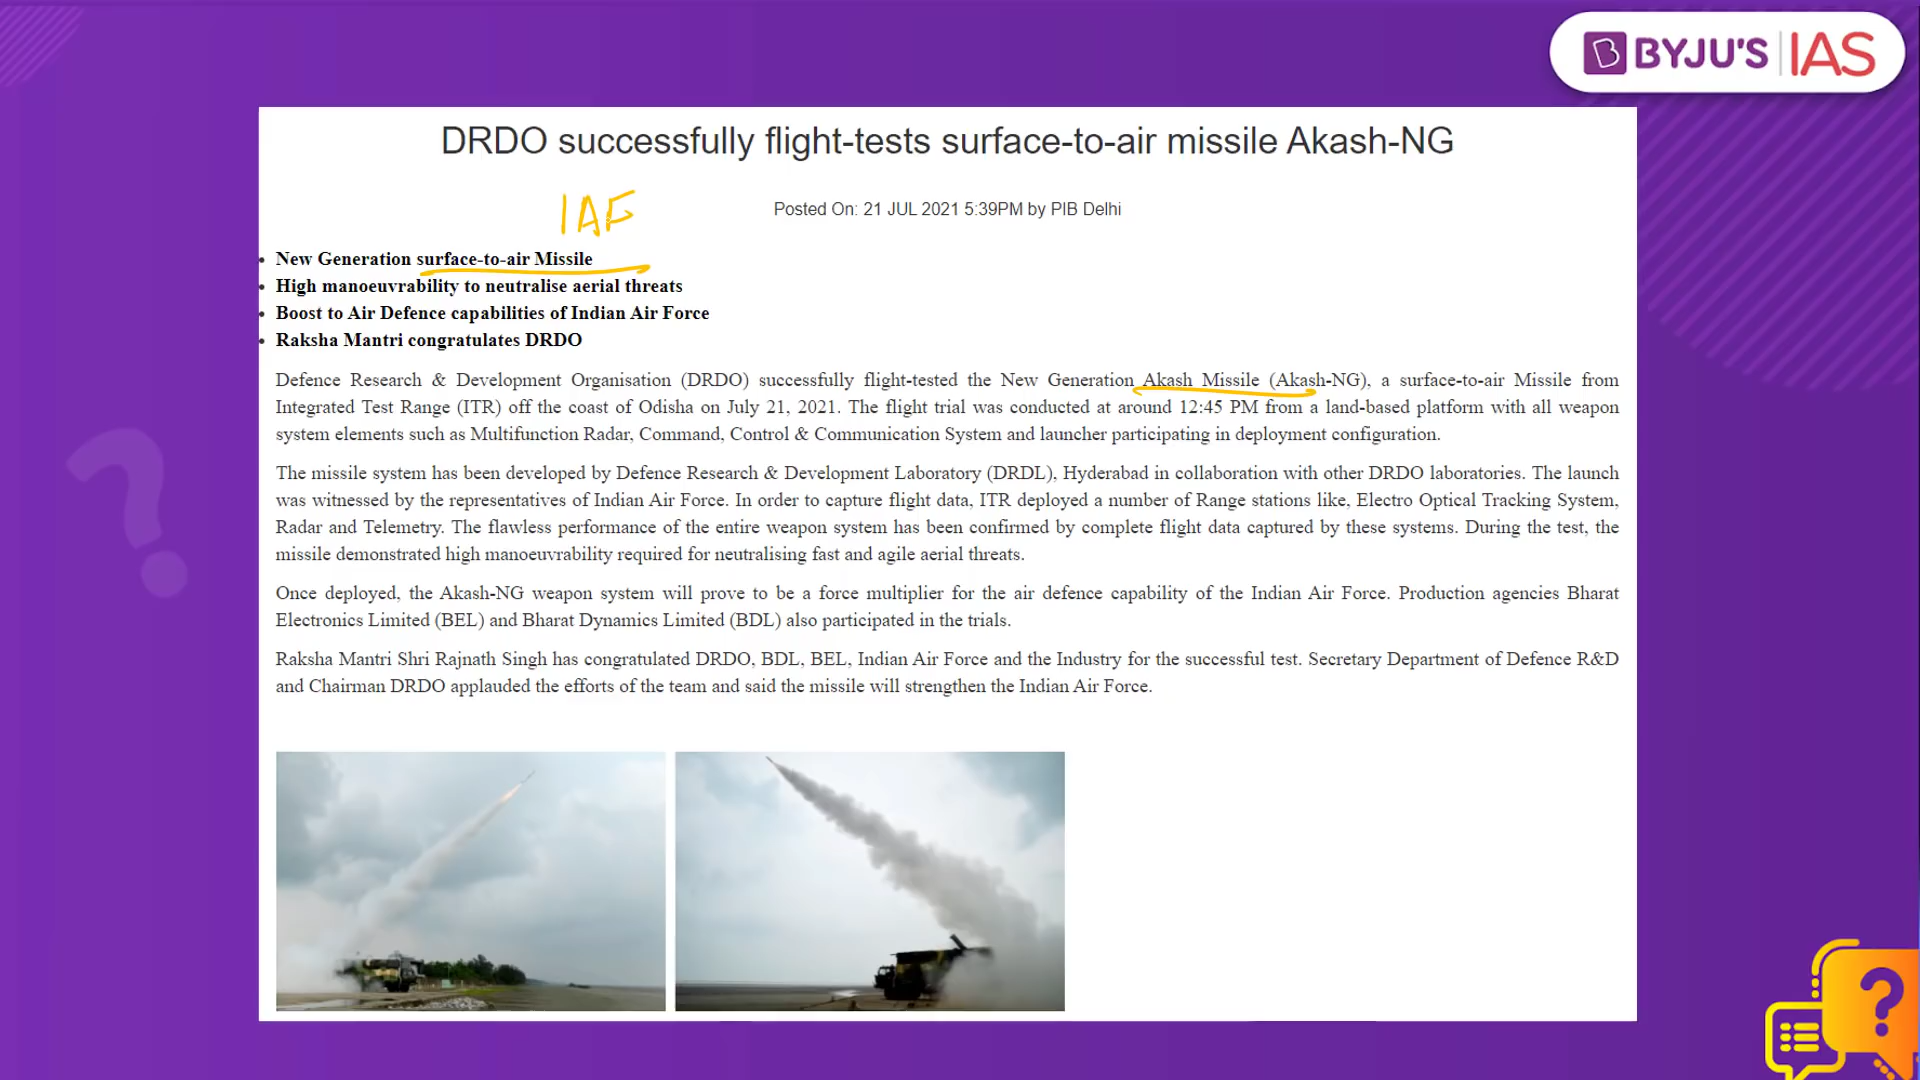 BYJU'S IAS
DRDO successfully flight-tests surface-to-air missile Akash-NG
IAF
Posted On: 21 JUL 2021 5:39PM by PIB Delhi
• New Generation surface-to-air Missile
• High manoeuvrability to neutralise aerial threats
• Boost to Air Defence capabilities of Indian Air Force
• Raksha Mantri congratulates DRDO
Defence Research & Development Organisation (DRDO) successfully flight-tested the New Generation Akash Missile (Akash-NG), a surface-to-air Missile from
Integrated Test Range (ITR) off the coast of Odisha on July 21, 2021. The flight trial was conducted at around 12:45 PM from a land-based platform with all weapon
system elements such as Multifunction Radar, Command, Control & Communication System and launcher participating in deployment configuration.
The missile system has been developed by Defence Research & Development Laboratory (DRDL), Hyderabad in collaboration with other DRDO laboratories. The launch
was witnessed by the representatives of Indian Air Force. In order to capture flight data, ITR deployed a number of Range stations like, Electro Optical Tracking System,
Radar and Telemetry. The flawless performance of the entire weapon system has been confirmed by complete flight data captured by these systems. During the test, the
missile demonstrated high manoeuvrability required for neutralising fast and agile aerial threats.
Once deployed, the Akash-NG weapon system will prove to be a force multiplier for the air defence capability of the Indian Air Force. Production agencies Bharat
Electronics Limited (BEL) and Bharat Dynamics Limited (BDL) also participated in the trials.
Raksha Mantri Shri Rajnath Singh has congratulated DRDO, BDL, BEL, Indian Air Force and the Industry for the successful test. Secretary Department of Defence R&D
and Chairman DRDO applauded the efforts of the team and said the missile will strengthen the Indian Air Force.